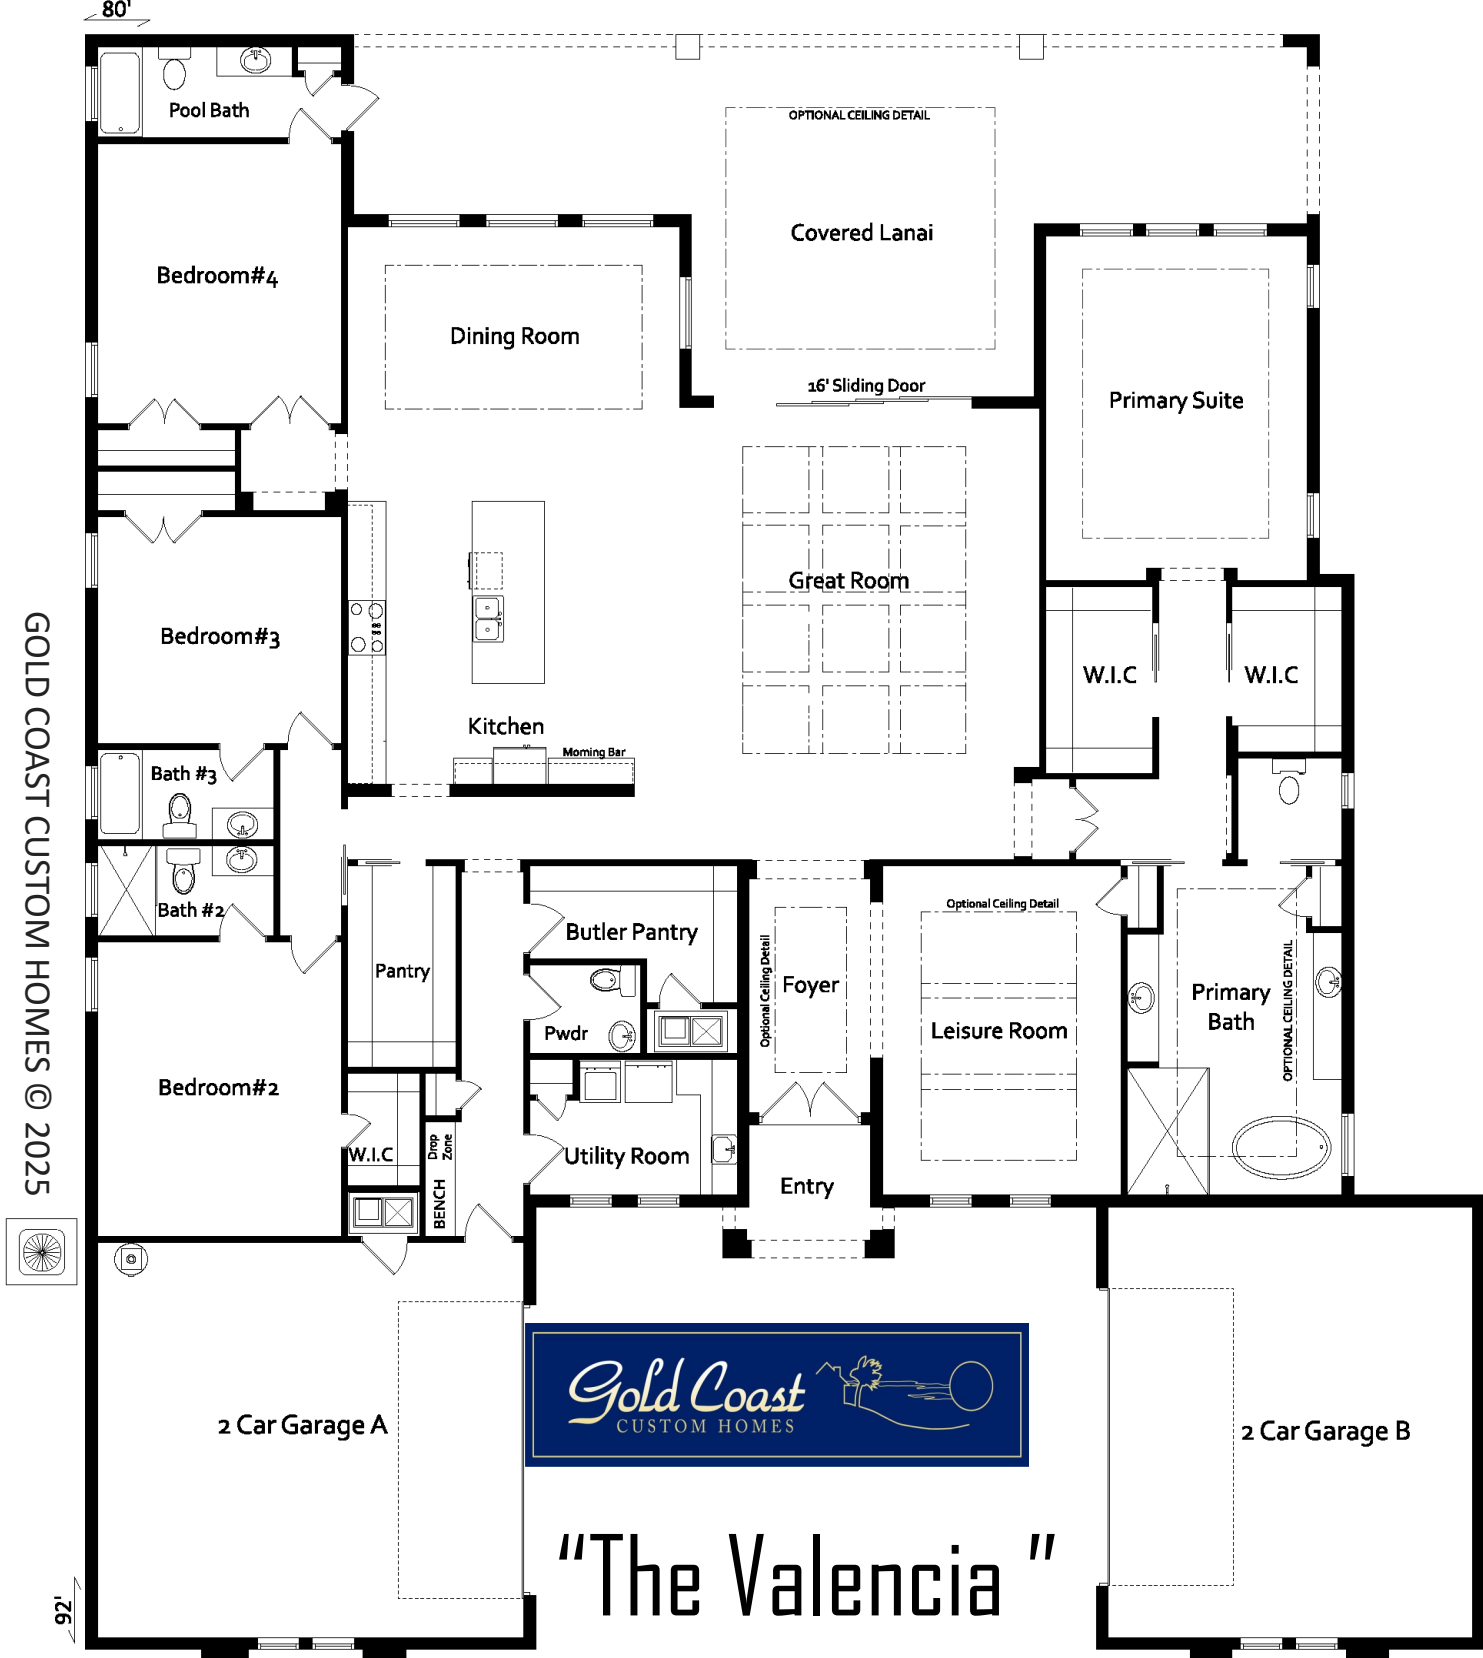 80'
Pool Bath
OPTIONAL CEILING DETAIL
Covered Lanai
Bedroom#4
Dining Room
16' Sliding Door
Primary Suite
Great Room
Bedroom#3
W.I.C
W.I.C
Kitchen
Morning Bar
Bath #3
Bath #2
Pantry
Butler Pantry
Optional Ceiling Detail
Foyer
Optional Ceiling Detail
Leisure Room
Primary
Bath
OPTIONAL CEILING DETAIL
Pwdr
Bedroom#2
W.I.C
Drop
Zone
BENCH
Utility Room
Entry
GOLD COAST CUSTOM HOMES © 2025
2 Car Garage A
Gold Coast
CUSTOM HOMES
2 Car Garage B
92'
“The Valencia ”